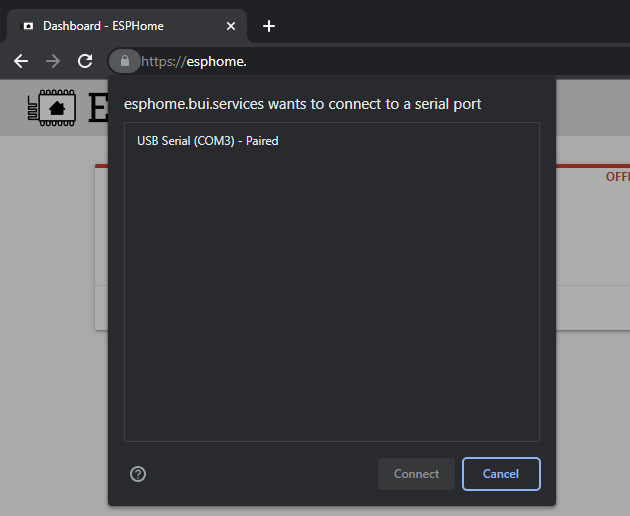 Dashboard - ESPHome
https://esphome.
E
esphome.bui.services wants to connect to a serial port
USB Serial (COM3) - Paired
OFF
Connect
Cancel